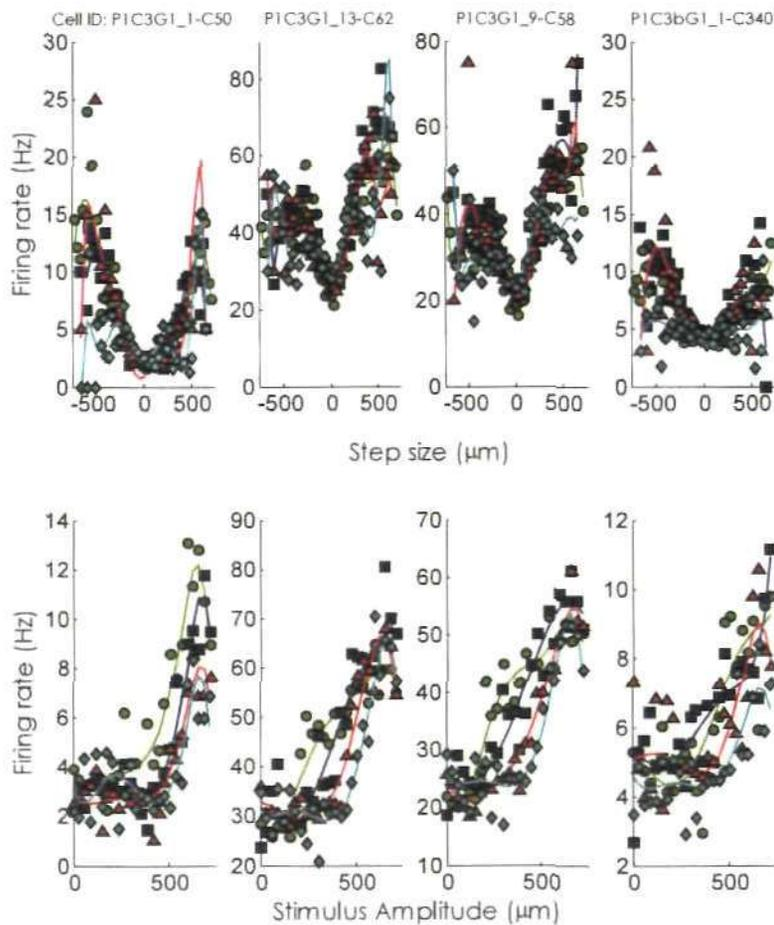 Cell ID: P1C3G1_1-C50 P1C3G1_13-C62 P1C3G1_9-C58 P1C3bG1_1-C340
Firing rate (Hz)
30 25 20 15 10 5 0
80 60 40 20 0
80 60 40 20 0
30 25 20 15 10 5 0
-500 0 500 -500 0 500 -500 0 500 -500 0 500
Step size (μm)
Firing rate (Hz)
14 12 10 8 6 4 2 0
90 80 70 60 50 40 30 20
70 60 50 40 30 20 10
12 10 8 6 4 2
0 500 0 500 0 500 0 500
Stimulus Amplitude (μm)